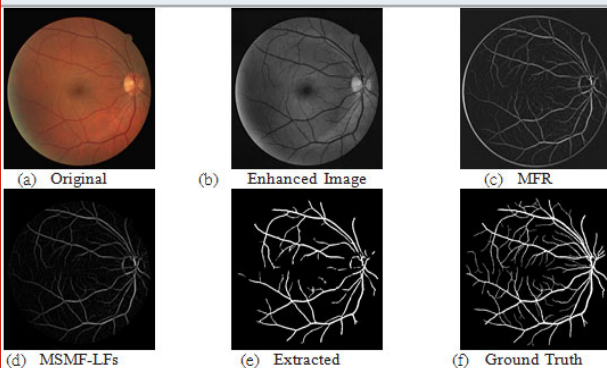 (a) Original (b) Enhanced Image (c) MFR
(d) MSMF-LFs (e) Extracted (f) Ground Truth